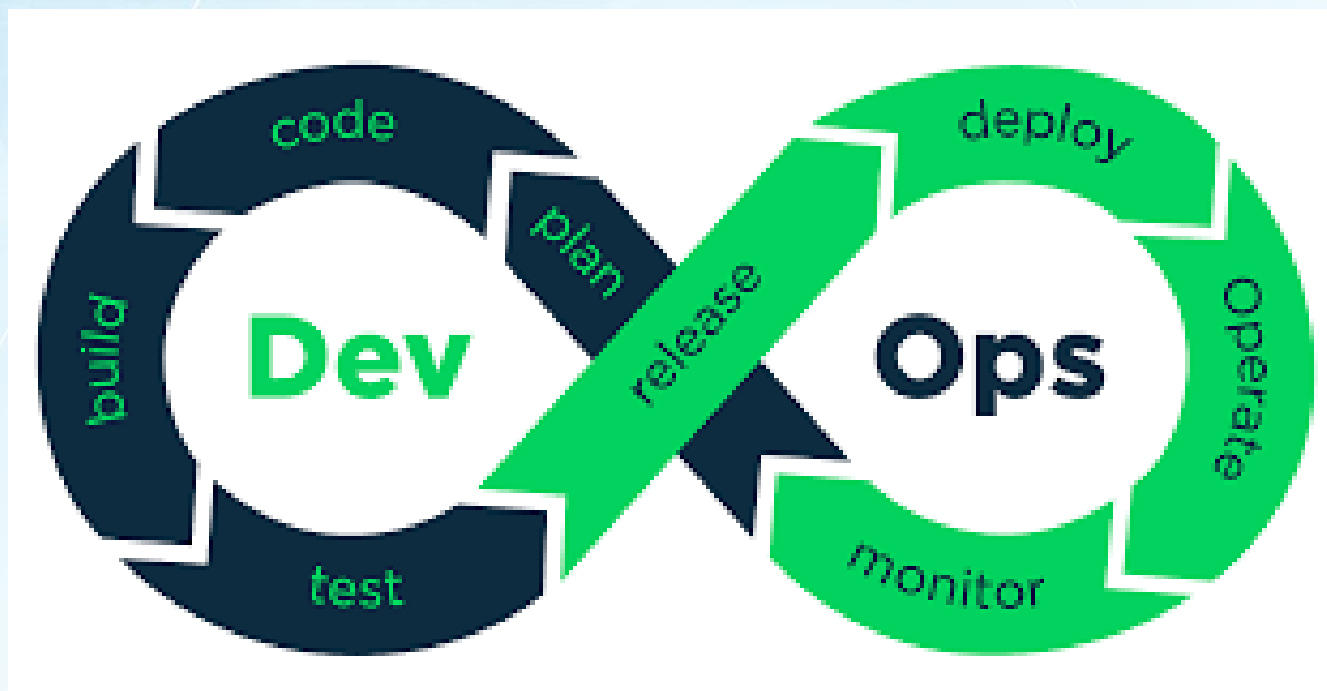 code
deploy
plan
release
build
Dev
Ops
Operate
test
monitor